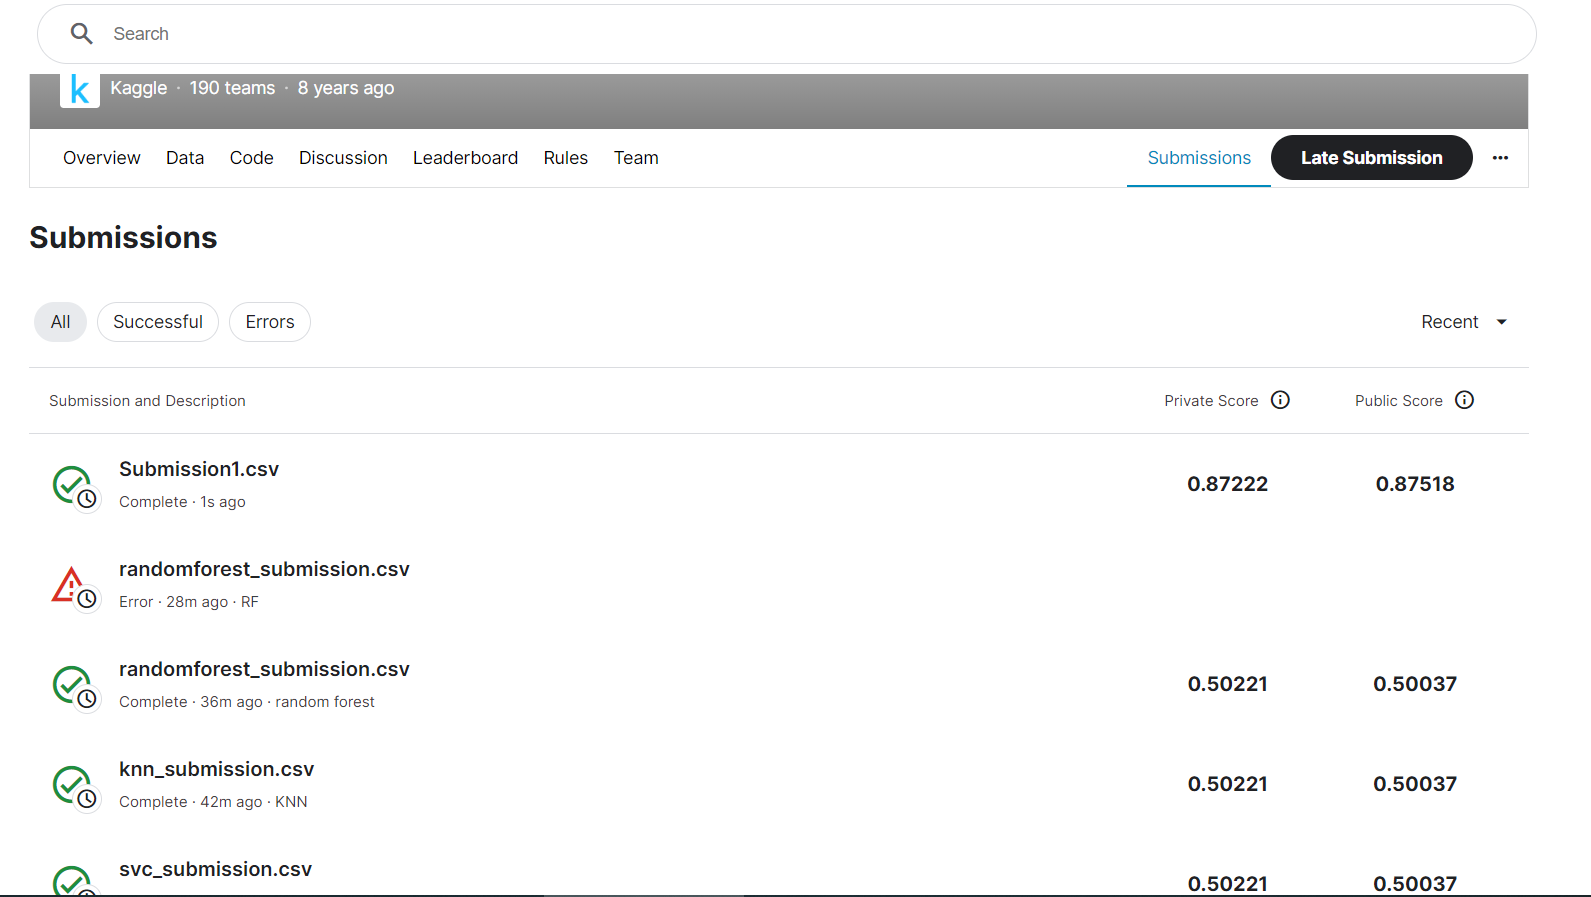 Search
k Kaggle · 190 teams · 8 years ago
Overview Data Code Discussion Leaderboard Rules Team Submissions Late Submission ···
Submissions
All Successful Errors Recent
Submission and Description Private Score Public Score
Submission1.csv
Complete · 1s ago
0.87222 0.87518
randomforest_submission.csv
Error · 28m ago · RF
randomforest_submission.csv
Complete · 36m ago · random forest
0.50221 0.50037
knn_submission.csv
Complete · 42m ago · KNN
0.50221 0.50037
svc_submission.csv
0.50221 0.50037